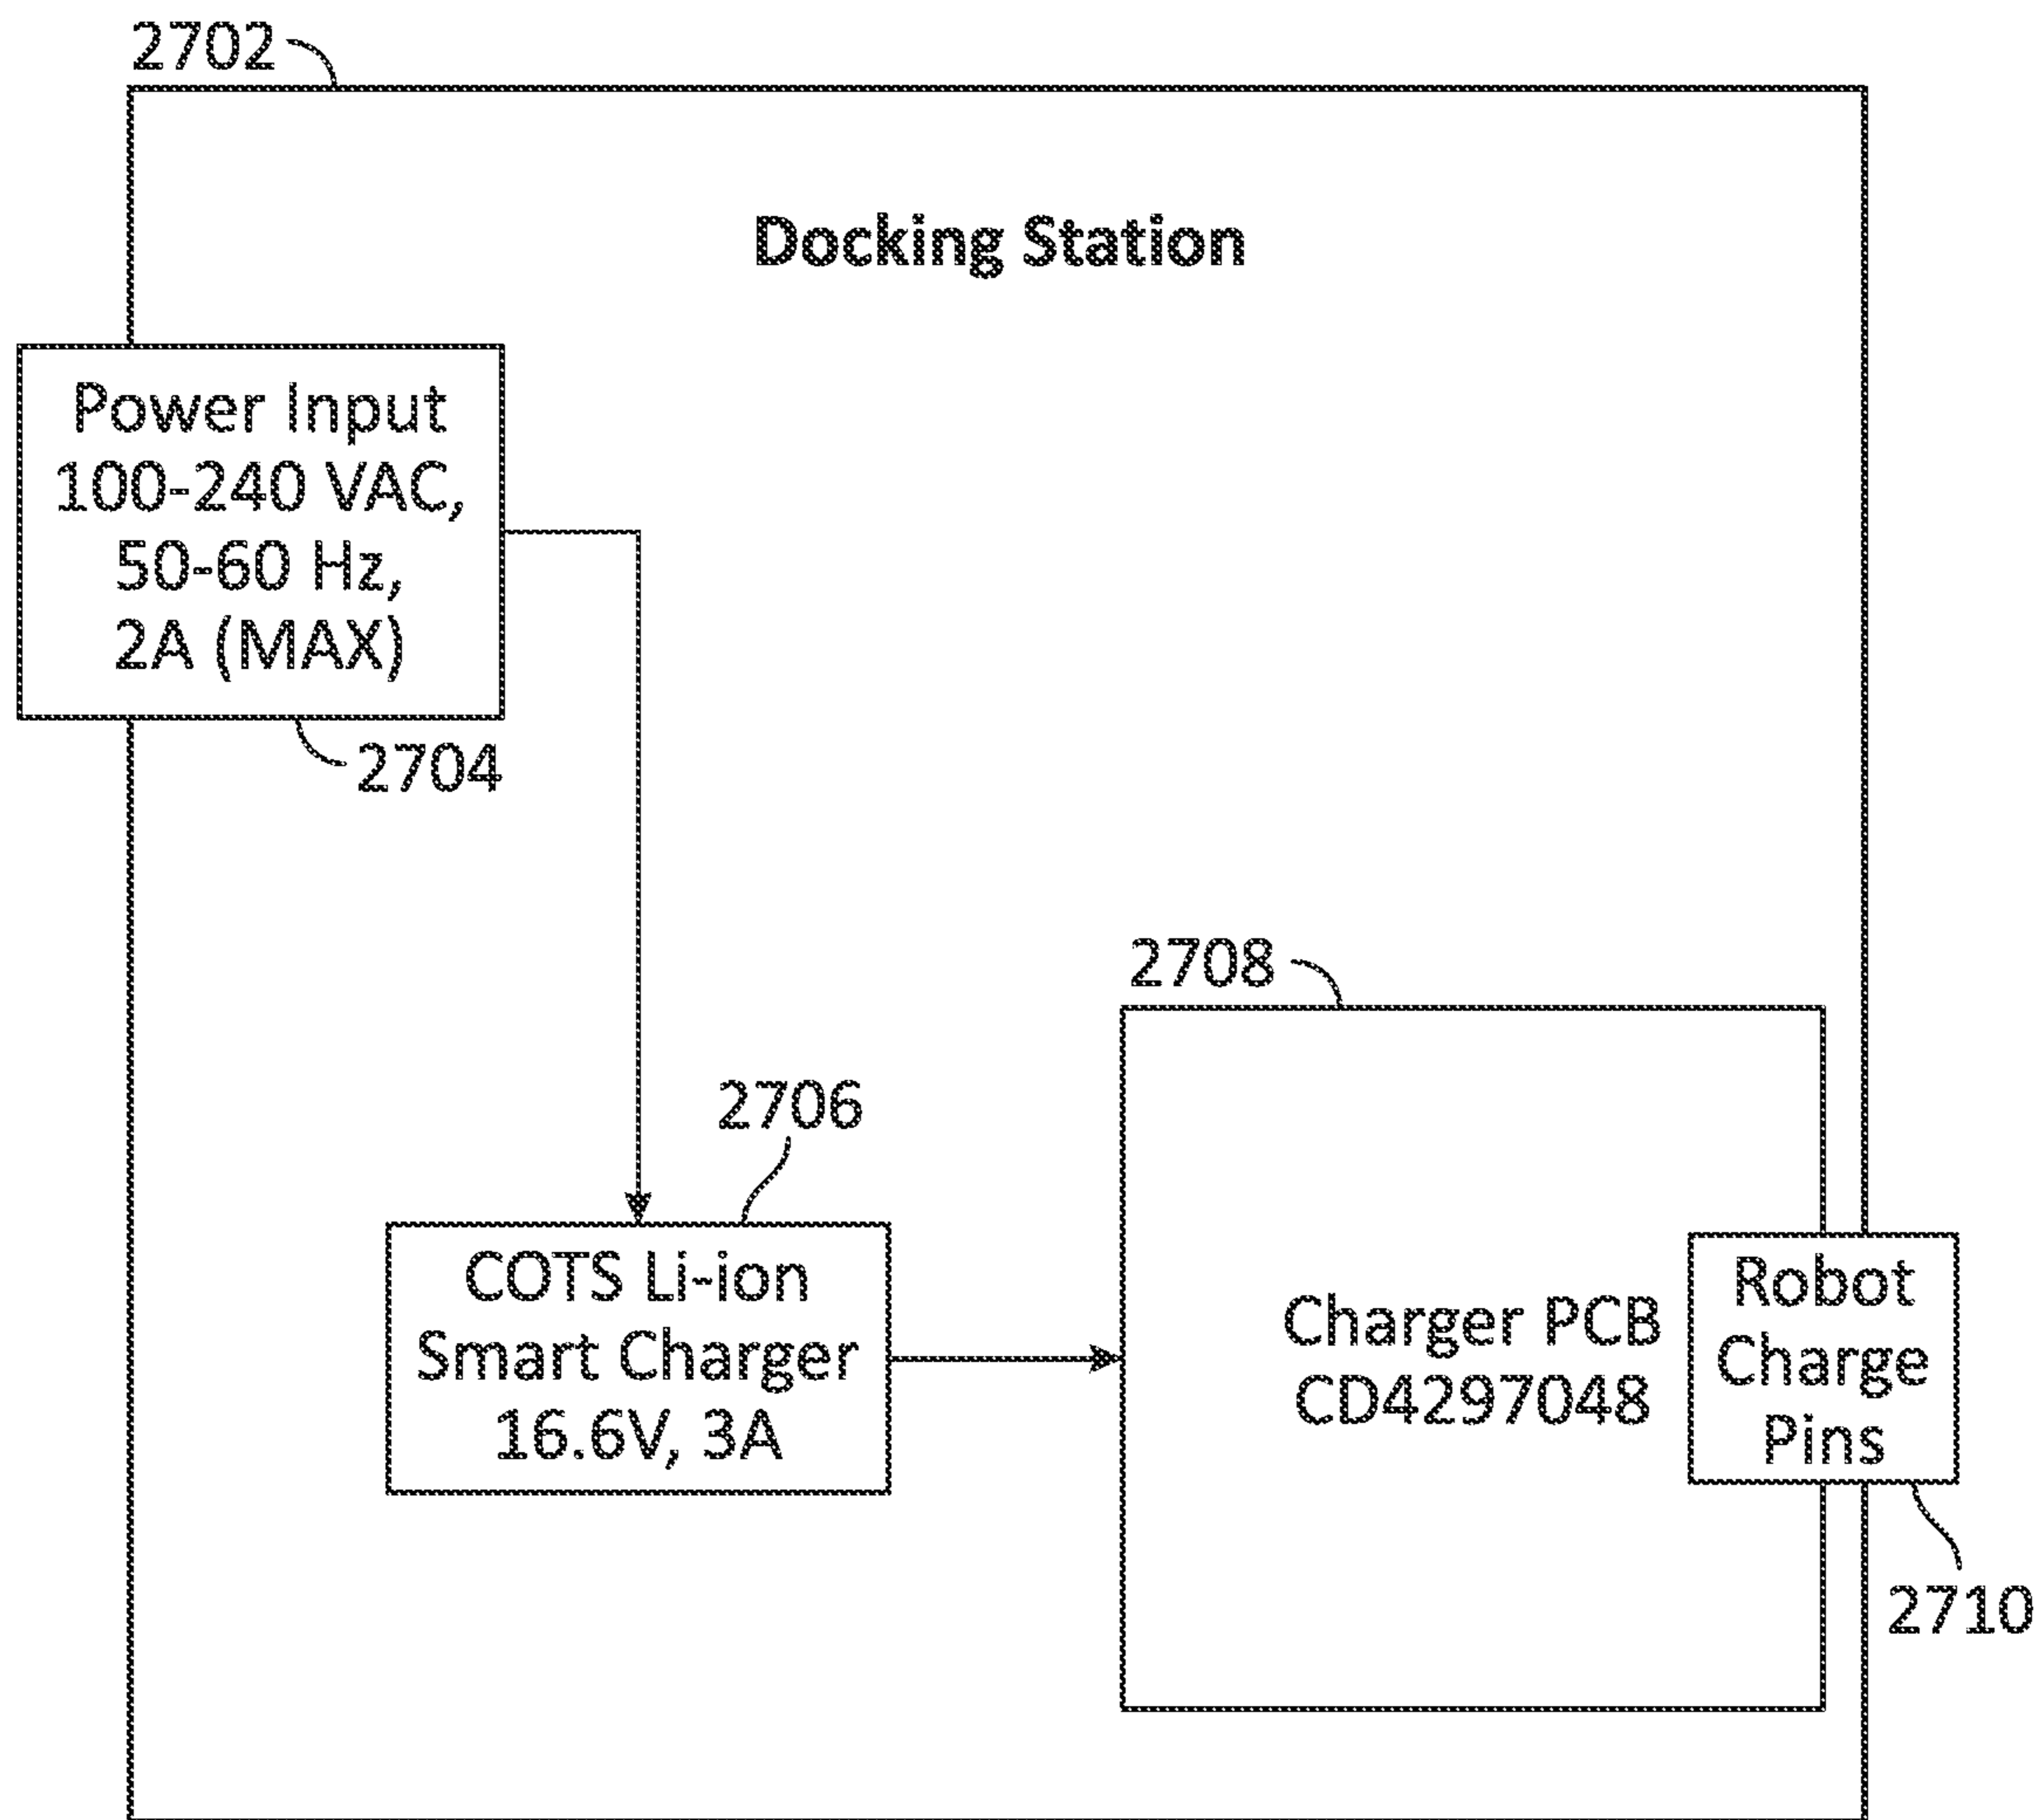 2702
Docking Station
Power Input
100-240 VAC,
50-60 Hz,
2A (MAX)
2704
2708
2706
COTS Li-ion
Smart Charger
16.6V, 3A
Charger PCB
CD4297048
Robot
Charge
Pins
2710